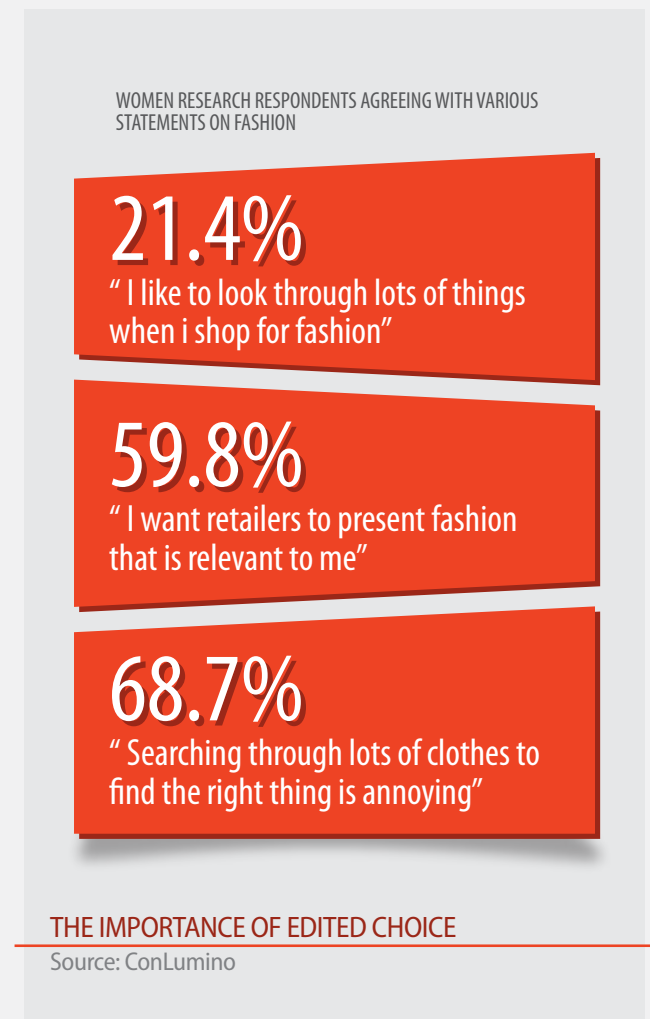 WOMEN RESEARCH RESPONDENTS AGREEING WITH VARIOUS
STATEMENTS ON FASHION
21.4%
“ I like to look through lots of things
when i shop for fashion”
59.8%
“ I want retailers to present fashion
that is relevant to me”
68.7%
“ Searching through lots of clothes to
find the right thing is annoying”
THE IMPORTANCE OF EDITED CHOICE
Source: ConLumino